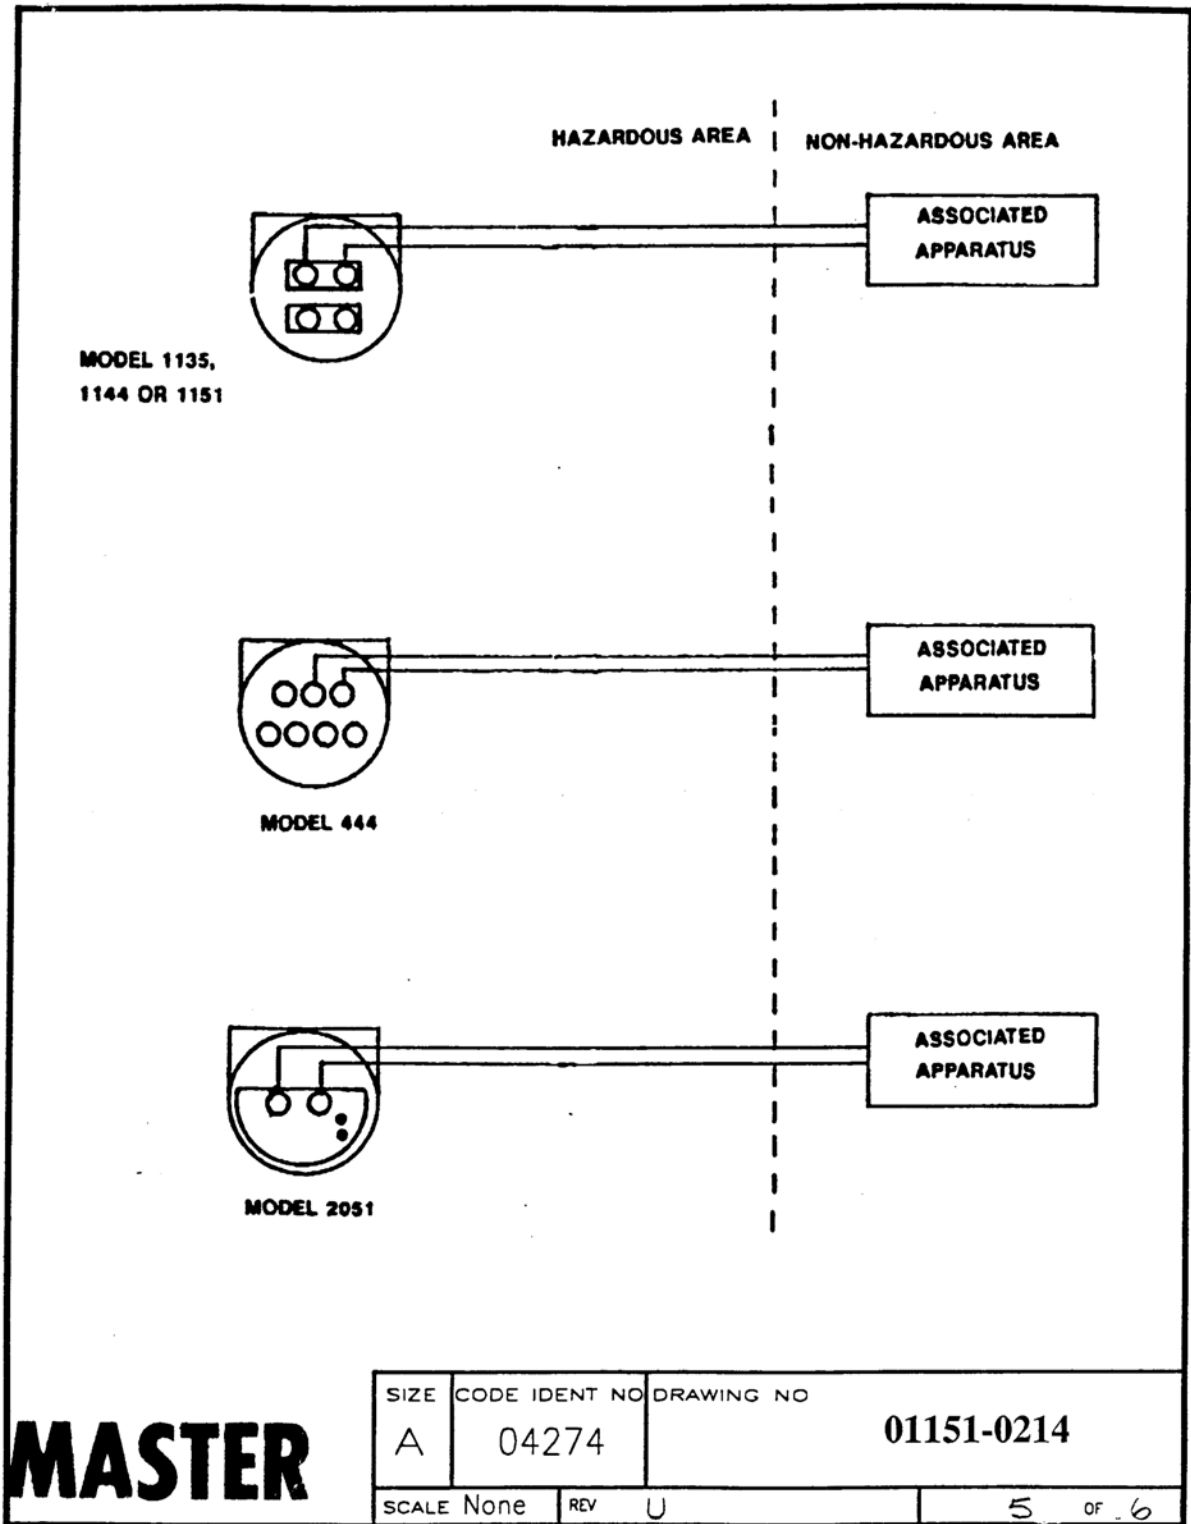 HAZARDOUS AREA
NON-HAZARDOUS AREA
ASSOCIATED
APPARATUS
MODEL 1135,
1144 OR 1151
ASSOCIATED
APPARATUS
MODEL 444
ASSOCIATED
APPARATUS
MODEL 2051
MASTER
SIZE
A
CODE IDENT NO
04274
DRAWING NO
01151-0214
SCALE None
REV U
5 OF 6